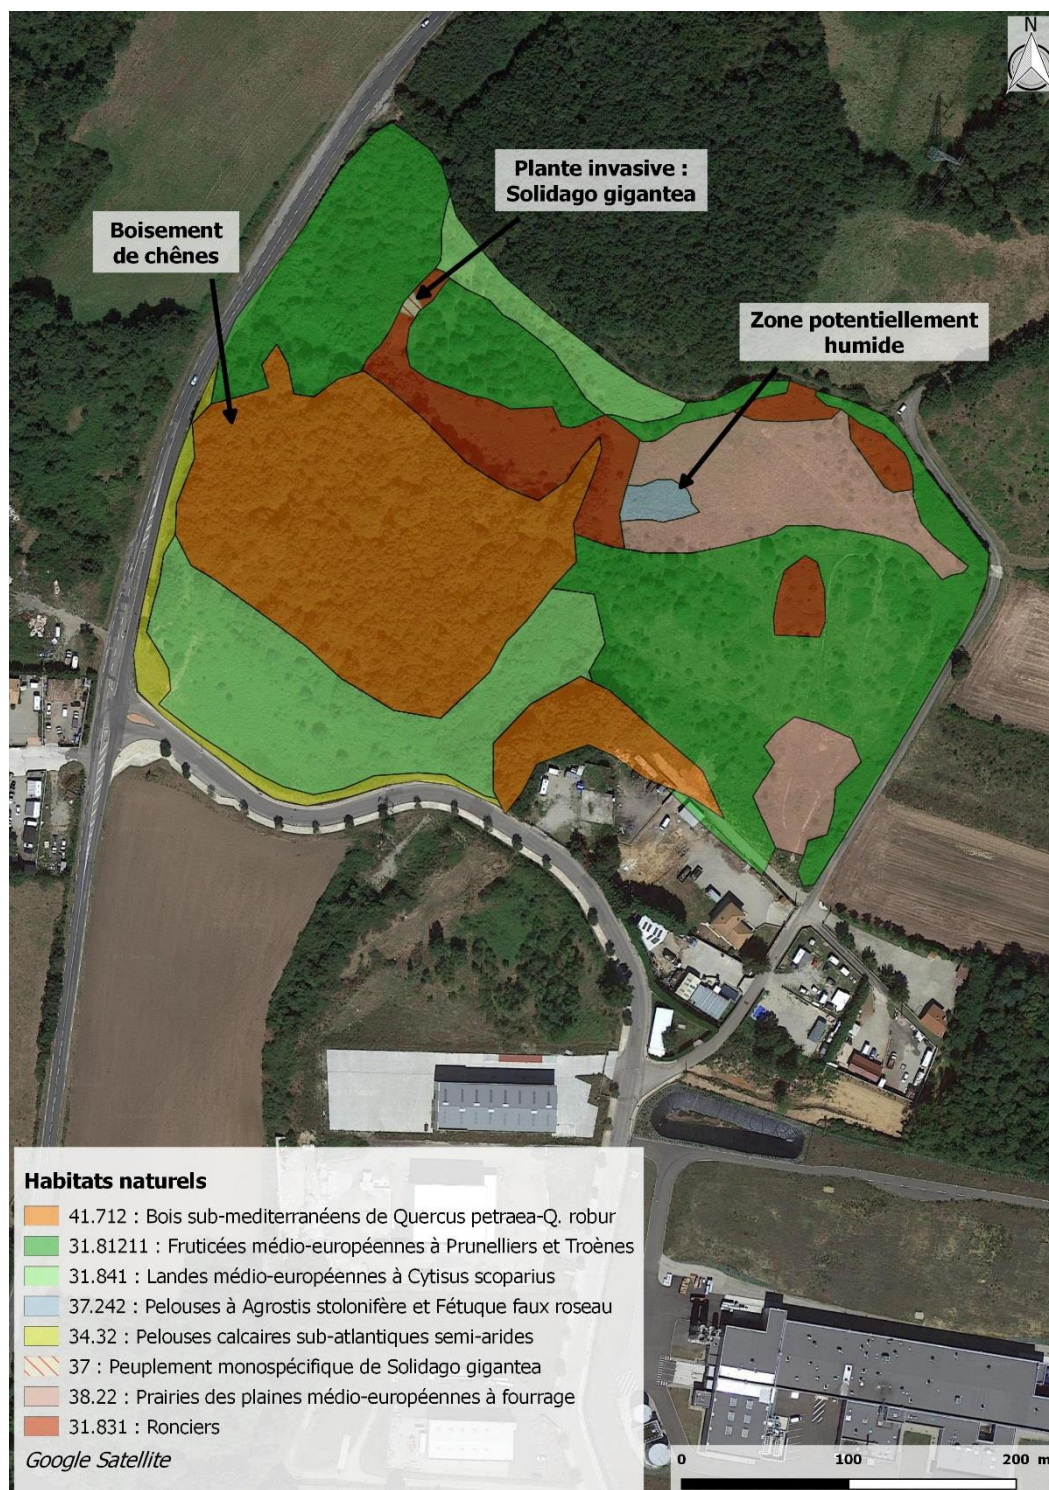 N
Plante invasive :
Solidago gigantea
Boisement
de chênes
Zone potentiellement
humide
Habitats naturels
41.712 : Bois sub-mediterranéens de Quercus petraea-Q. robur
31.81211 : Fruticées médio-européennes à Prunelliers et Troènes
31.841 : Landes médio-européennes à Cytisus scoparius
37.242 : Pelouses à Agrostis stolonifère et Fétuque faux roseau
34.32 : Pelouses calcaires sub-atlantiques semi-arides
37 : Peuplement monospécifique de Solidago gigantea
38.22 : Prairies des plaines médio-européennes à fourrage
31.831 : Ronciers
Google Satellite
0 100 200 m